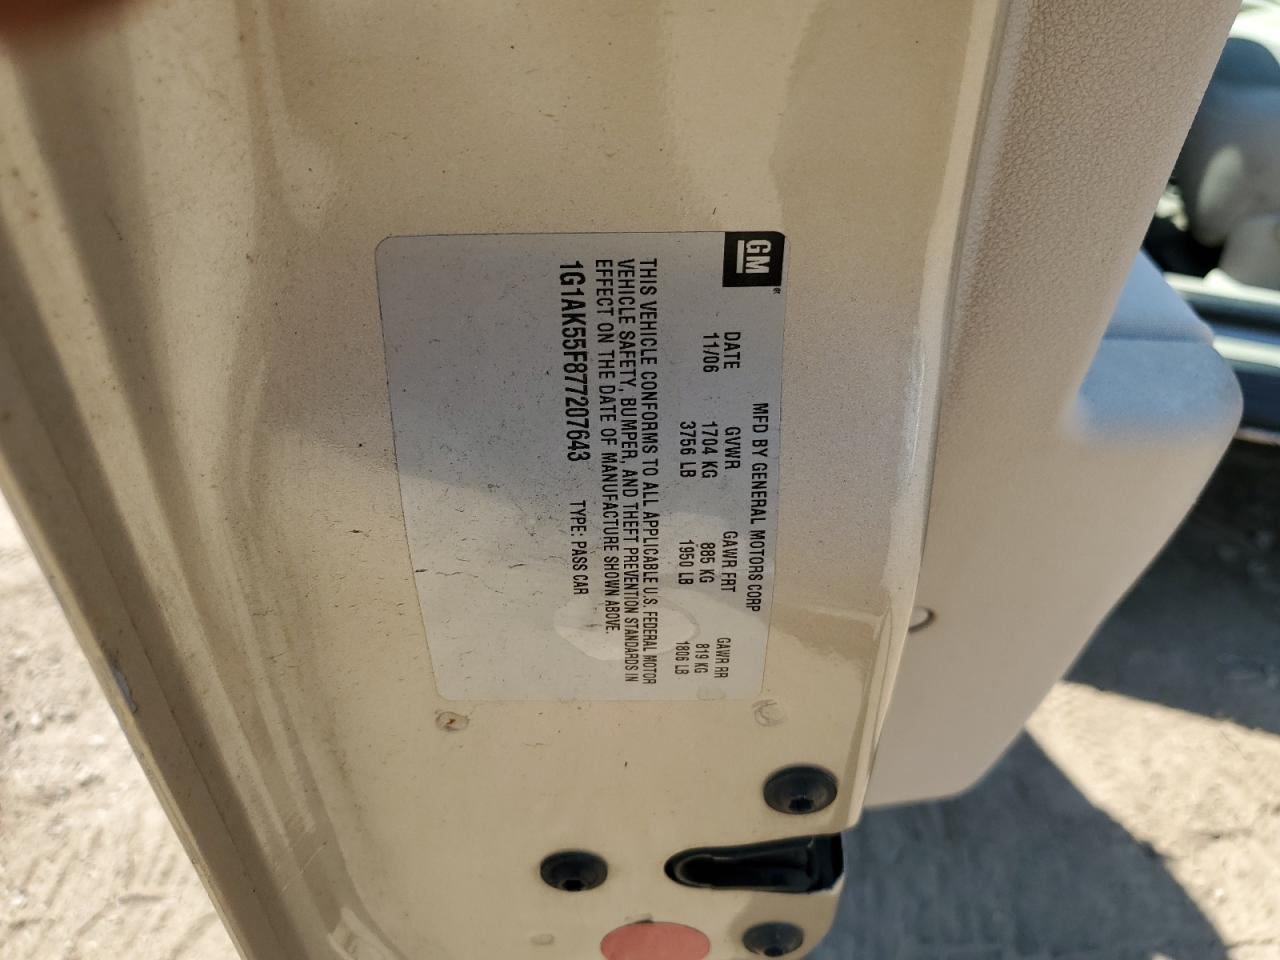 GM
MFD BY GENERAL MOTORS CORP
DATE GVWR GAWR FRT GAWR RR
11/06 1704 KG 885 KG 819 KG
3756 LB 1950 LB 1806 LB
THIS VEHICLE CONFORMS TO ALL APPLICABLE U.S. FEDERAL MOTOR
VEHICLE SAFETY, BUMPER, AND THEFT PREVENTION STANDARDS IN
EFFECT ON THE DATE OF MANUFACTURE SHOWN ABOVE.
1G1AK55F877207643 TYPE: PASS CAR